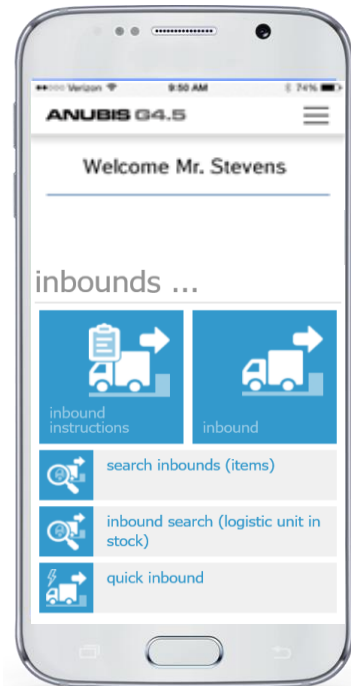 Verizon 9:50 AM 74%
ANUBIS G4.5
Welcome Mr. Stevens
inbounds ...
inbound
instructions
inbound
search inbounds (items)
inbound search (logistic unit in
stock)
quick inbound